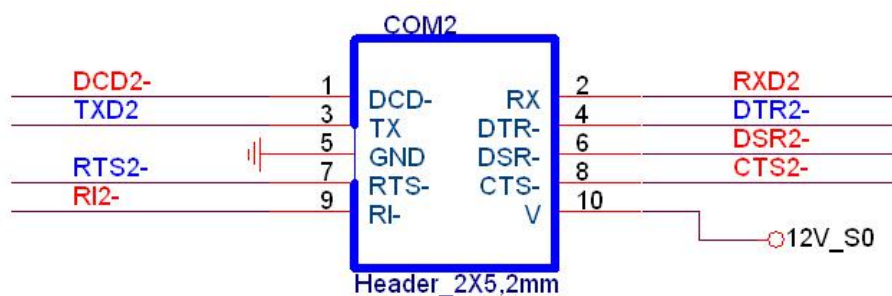 COM2
DCD2- 1 DCD- RX 2 RXD2
TXD2 3 TX DTR- 4 DTR2-
5 GND DSR- 6 DSR2-
RTS2- 7 RTS- CTS- 8 CTS2-
RI2- 9 RI- V 10
12V_S0
Header_2X5,2mm